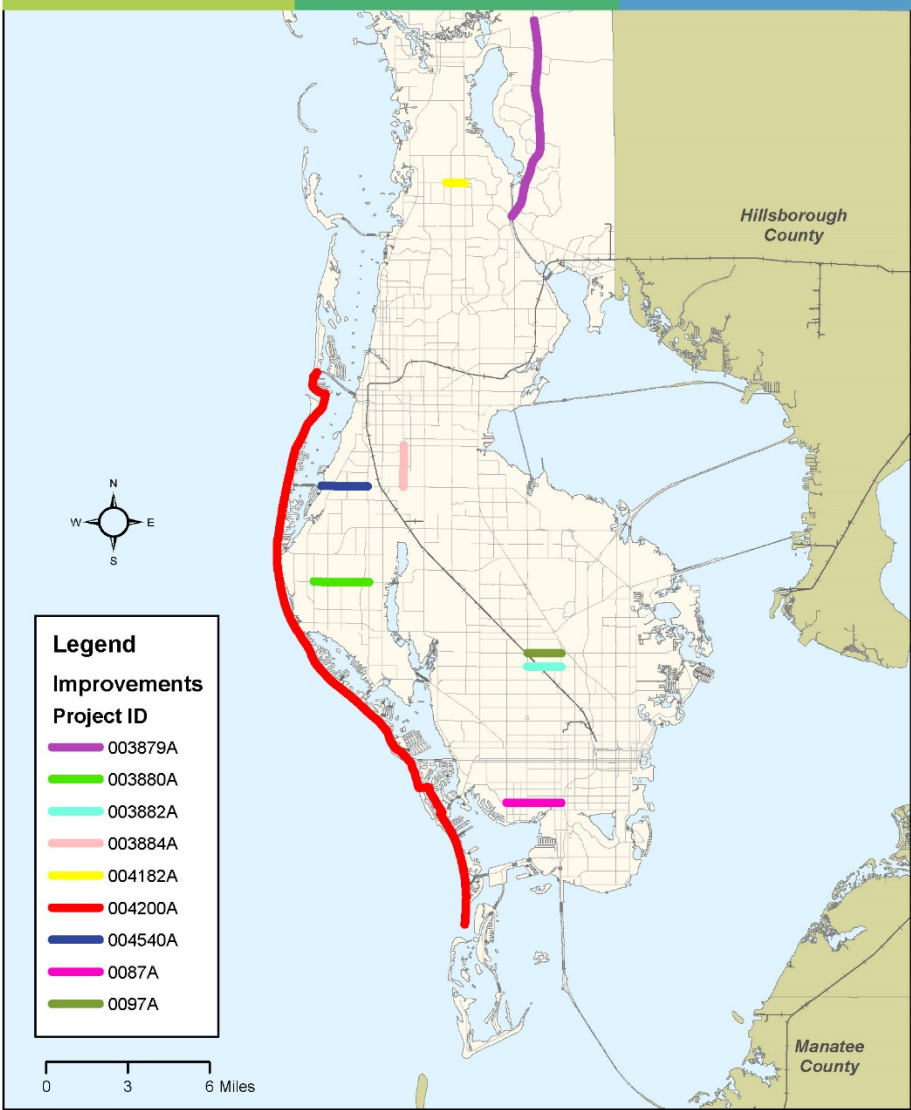 Hillsborough
County
N
W E
S
Legend
Improvements
Project ID
003879A
003880A
003882A
003884A
004182A
004200A
004540A
0087A
0097A
0 3 6 Miles
Manatee
County